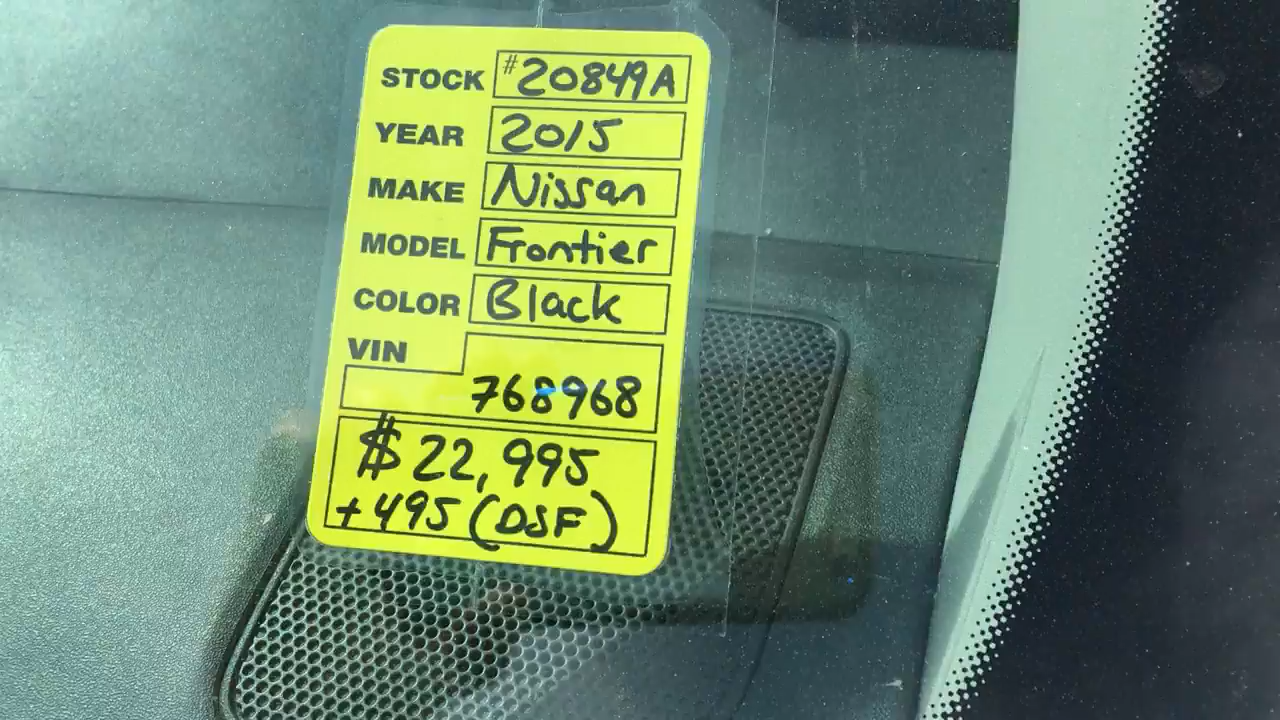 STOCK #20849A
YEAR 2015
MAKE Nissan
MODEL Frontier
COLOR Black
VIN
768968
$22,995
+495 (DSF)